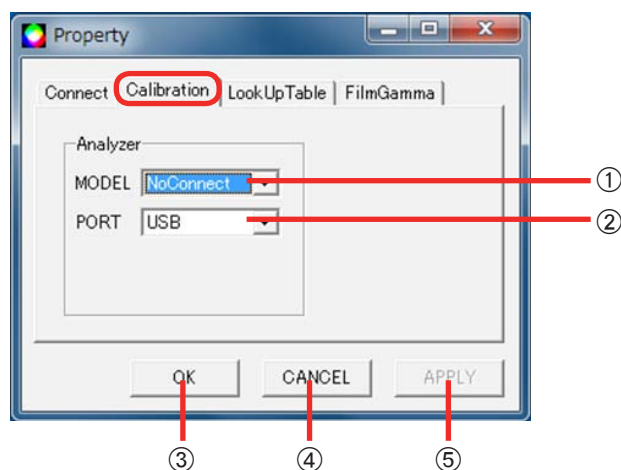 Property
Connect Calibration LookUpTable FilmGamma
Analyzer
MODEL NoConnect ①
PORT USB ②
OK CANCEL APPLY
③ ④ ⑤